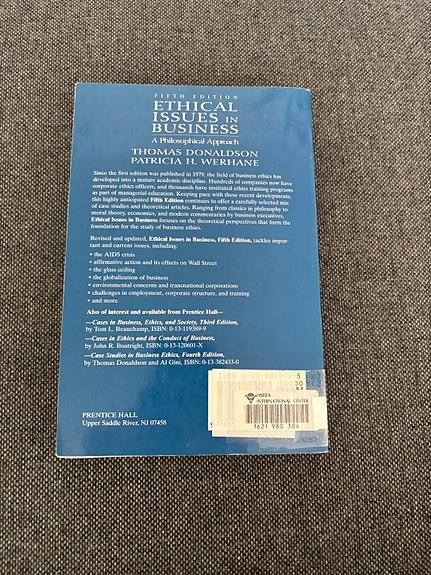 FIFTH EDITION
ETHICAL
ISSUES IN
BUSINESS
A Philosophical Approach
THOMAS DONALDSON
PATRICIA H. WERHANE
Since the first edition was published in 1979, the field of business ethics has
developed into a mature academic discipline. Hundreds of companies now have
corporate ethics officers, and thousands have instituted ethics training programs
as part of managerial education. Keeping pace with these recent developments,
this highly anticipated Fifth Edition continues to offer a carefully selected mix
of case studies and theoretical articles. Ranging from classics in philosophy to
moral theory, economics, and modern commentaries by business executives,
Ethical Issues in Business focuses on the theoretical perspectives that form the
foundation for the study of business ethics.
Revised and updated, Ethical Issues in Business, Fifth Edition, tackles impor-
tant and current issues, including:
• the AIDS crisis
• affirmative action and its effects on Wall Street
• the glass ceiling
• the globalization of business
• environmental concerns and transnational corporations
• challenges in employment, corporate structure, and training
• and more.
Also of interest and available from Prentice Hall—
—Cases in Business, Ethics, and Society, Third Edition,
by Tom L. Beauchamp, ISBN: 0-13-119389-9
—Cases in Ethics and the Conduct of Business,
by John R. Boatright, ISBN: 0-13-120601-X
—Case Studies in Business Ethics, Fourth Edition,
by Thomas Donaldson and Al Gini, ISBN: 0-13-382433-0
HSEBA
INTERNATIONAL CENTER
1621 980 384
PRENTICE HALL
Upper Saddle River, NJ 07458